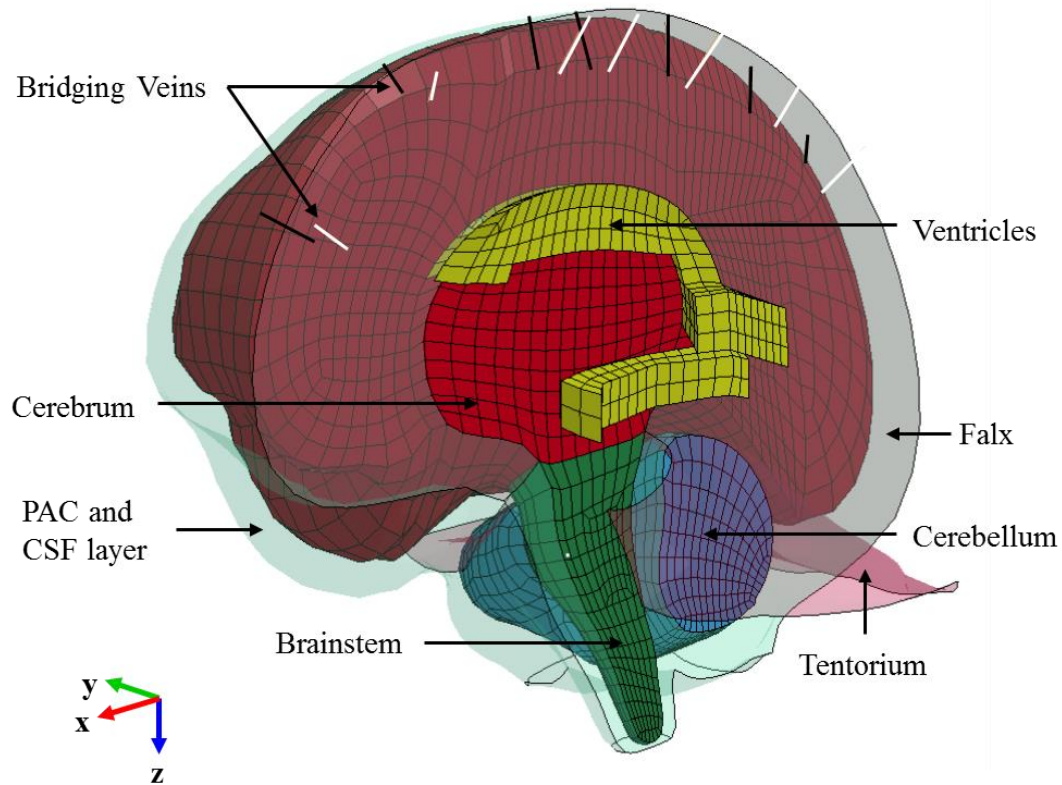 Bridging Veins
Ventricles
Cerebrum
Falx
PAC and
CSF layer
Cerebellum
Brainstem
Tentorium
y
x
z